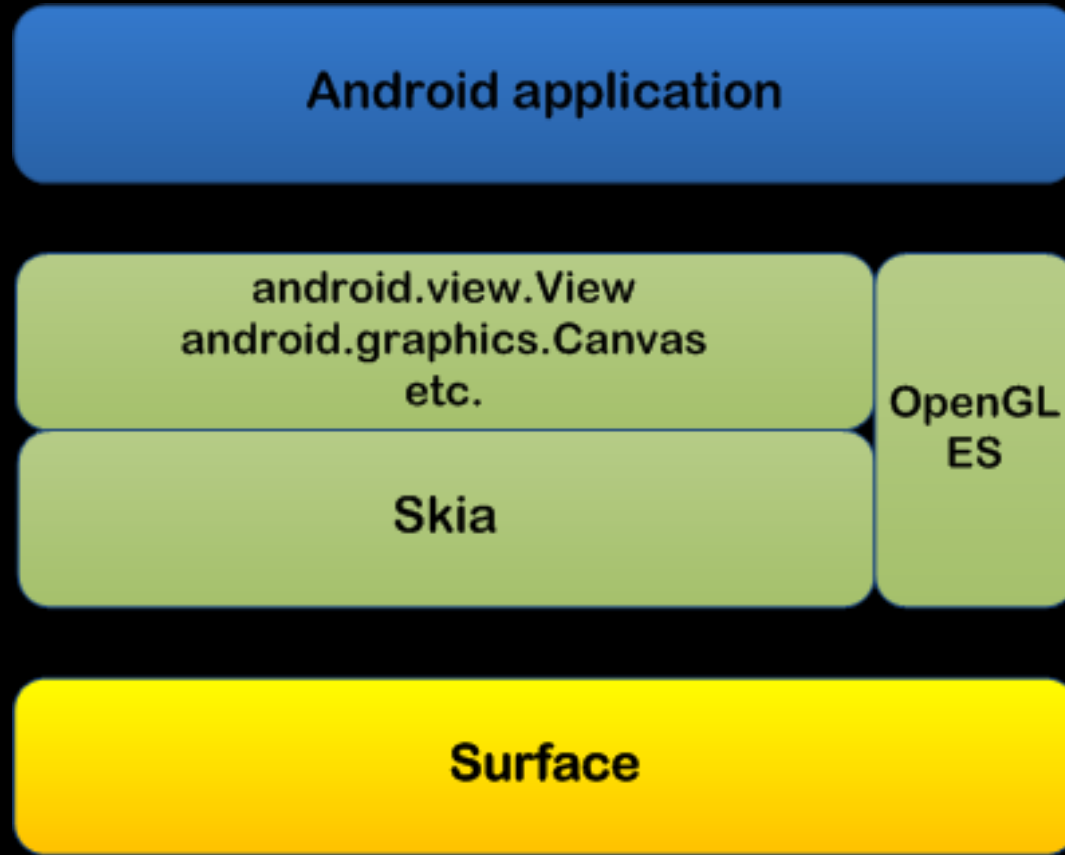 Android application
android.view.View
android.graphics.Canvas
etc.
OpenGL
ES
Skia
Surface